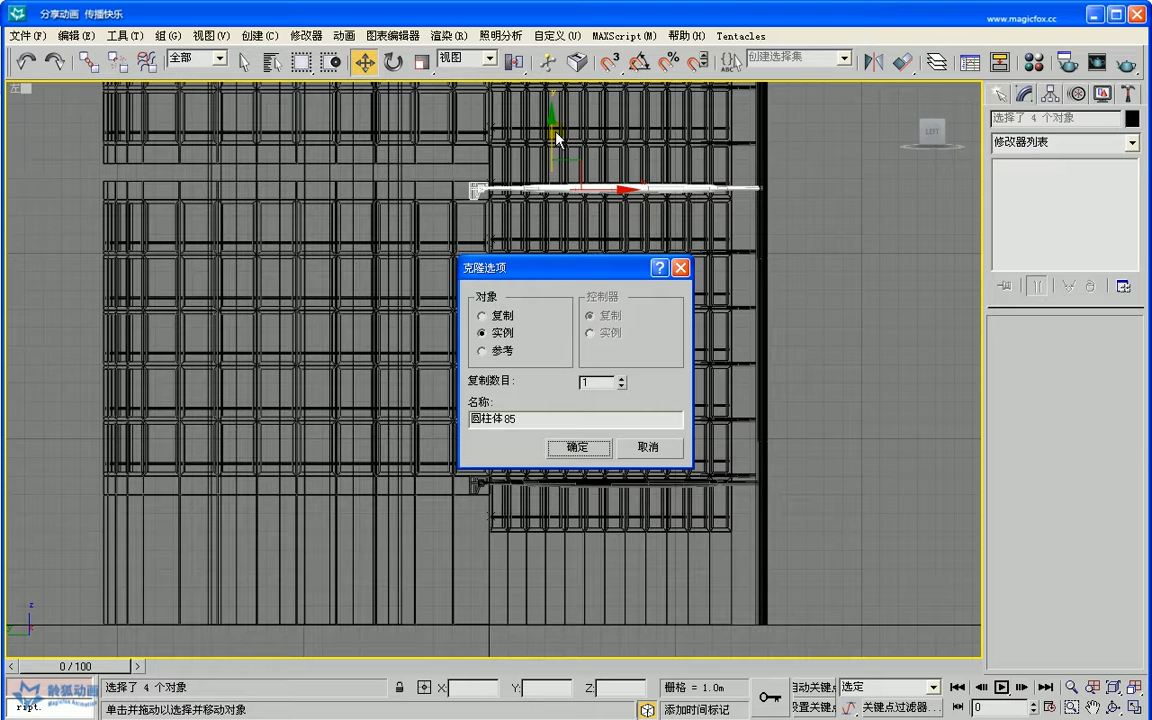 分享动画 传播快乐
www.magicfox.cc
文件(F) 编辑(E) 工具(T) 组(G) 视图(V) 创建(C) 修改器 动画 图表编辑器 渲染(R) 照明分析 自定义(U) MAXScript(M) 帮助(H) Tentacles
全部
视图
3
创建选择集
左
LEFT
选择了 4 个对象
修改器列表
克隆选项
对象
控制器
复制
复制
实例
实例
参考
复制数目:
1
名称:
圆柱体85
确定
取消
z
0 / 100
选择了 4 个对象
X:
Y:
Z:
栅格 = 1.0m
自动关键点
选定
单击并拖动以选择并移动对象
添加时间标记
设置关键点
关键点过滤器...
0
ript.